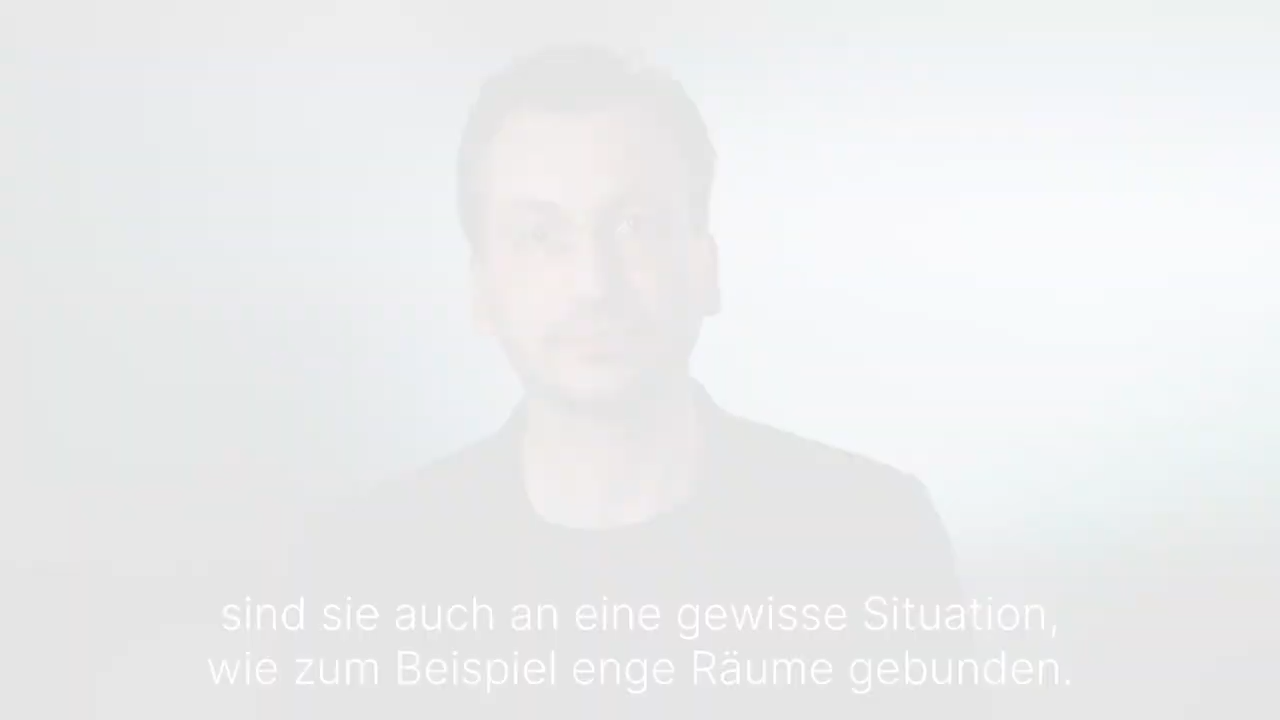 sind sie auch an eine gewisse Situation,
wie zum Beispiel enge Räume gebunden.